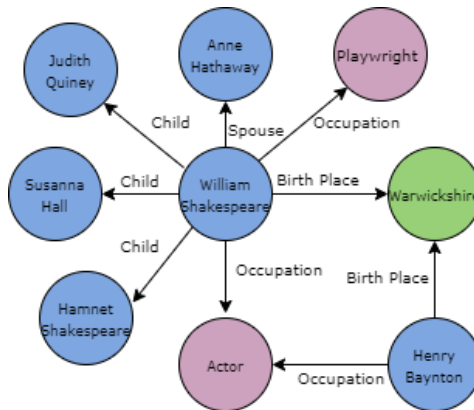 Judith
Quiney
Anne
Hathaway
Playwright
Child
Spouse
Occupation
Susanna
Hall
Child
William
Shakespeare
Birth Place
Warwickshire
Child
Occupation
Birth Place
Hamnet
Shakespeare
Actor
Occupation
Henry
Baynton